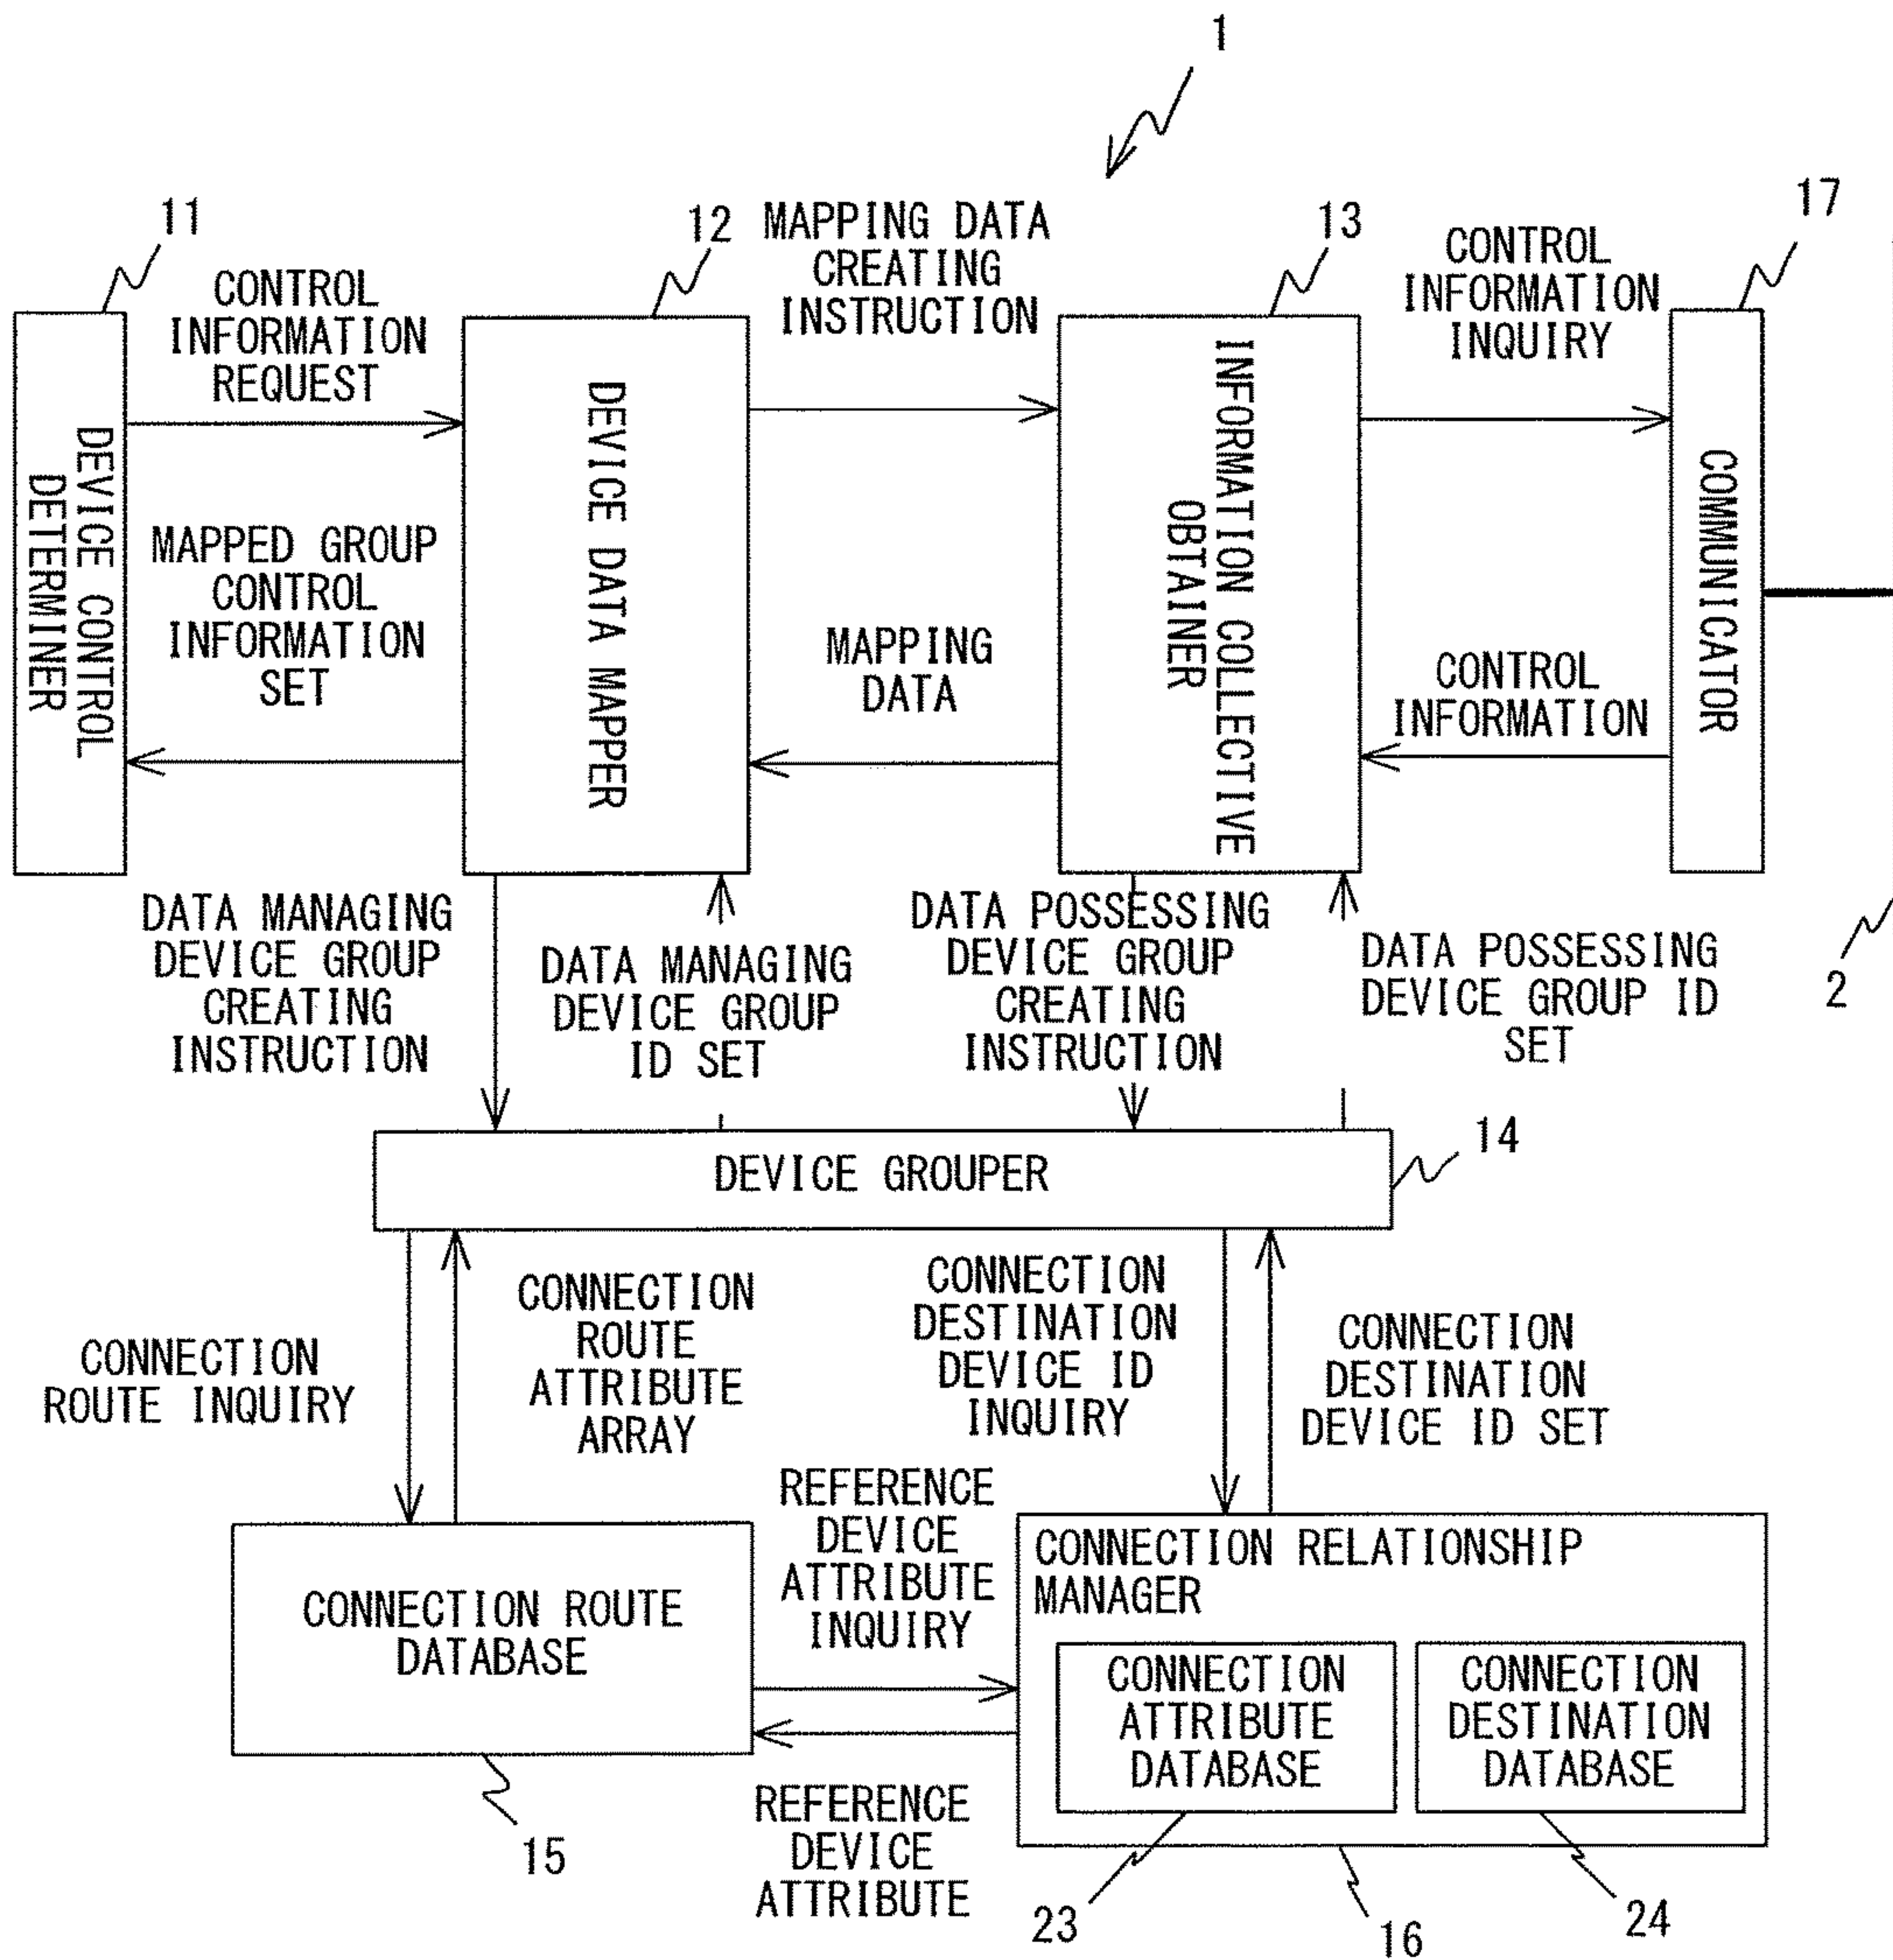 1
11
12
13
17
CONTROL
INFORMATION
REQUEST
MAPPING DATA
CREATING
INSTRUCTION
CONTROL
INFORMATION
INQUIRY
DEVICE CONTROL
DETERMINER
MAPPED GROUP
CONTROL
INFORMATION
SET
DEVICE DATA MAPPER
MAPPING
DATA
INFORMATION COLLECTIVE
OBTAINER
CONTROL
INFORMATION
COMMUNICATOR
2
DATA MANAGING
DEVICE GROUP
CREATING
INSTRUCTION
DATA MANAGING
DEVICE GROUP
ID SET
DATA POSSESSING
DEVICE GROUP
CREATING
INSTRUCTION
DATA POSSESSING
DEVICE GROUP ID
SET
DEVICE GROUPER
14
CONNECTION
ROUTE INQUIRY
CONNECTION
ROUTE
ATTRIBUTE
ARRAY
CONNECTION
DESTINATION
DEVICE ID
INQUIRY
CONNECTION
DESTINATION
DEVICE ID SET
CONNECTION ROUTE
DATABASE
15
REFERENCE
DEVICE
ATTRIBUTE
INQUIRY
REFERENCE
DEVICE
ATTRIBUTE
CONNECTION RELATIONSHIP
MANAGER
CONNECTION
ATTRIBUTE
DATABASE
CONNECTION
DESTINATION
DATABASE
23
16
24